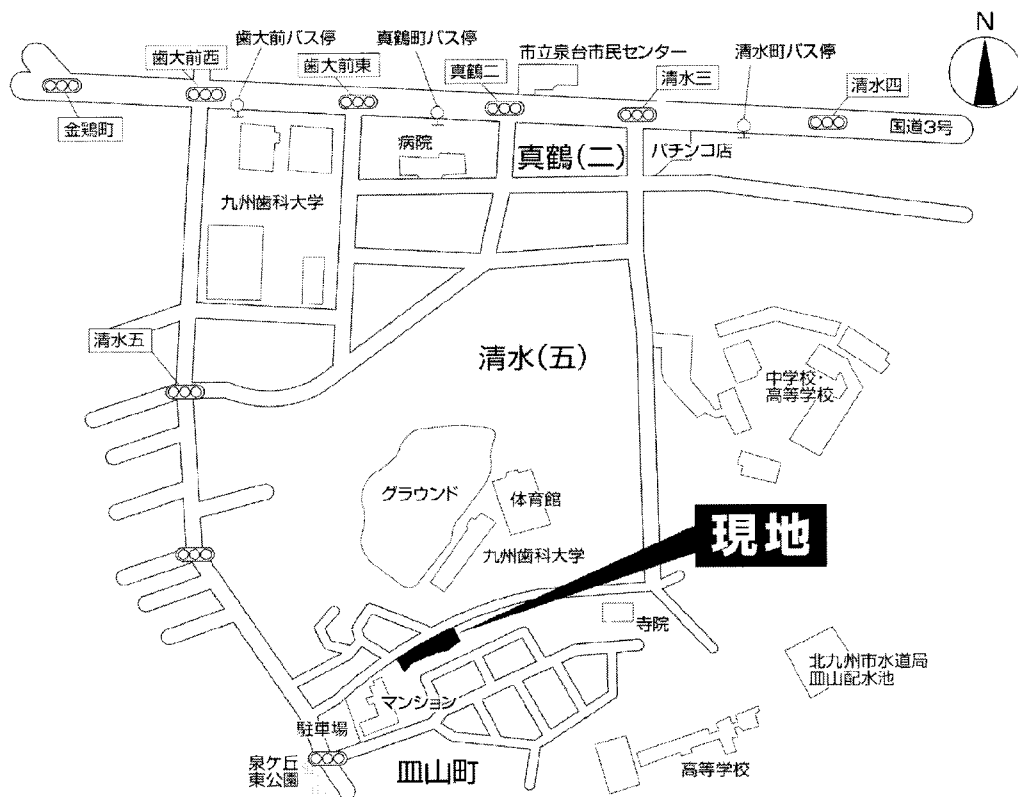 N
歯大前西
歯大前バス停
真鶴町バス停
市立泉台市民センター
清水町バス停
歯大前東
真鶴二
清水三
清水四
金鶏町
国道3号
病院
真鶴(二)
パチンコ店
九州歯科大学
清水五
清水(五)
中学校・
高等学校
グラウンド
体育館
九州歯科大学
現地
寺院
北九州市水道局
皿山配水池
マンション
駐車場
泉ケ丘
東公園
皿山町
高等学校